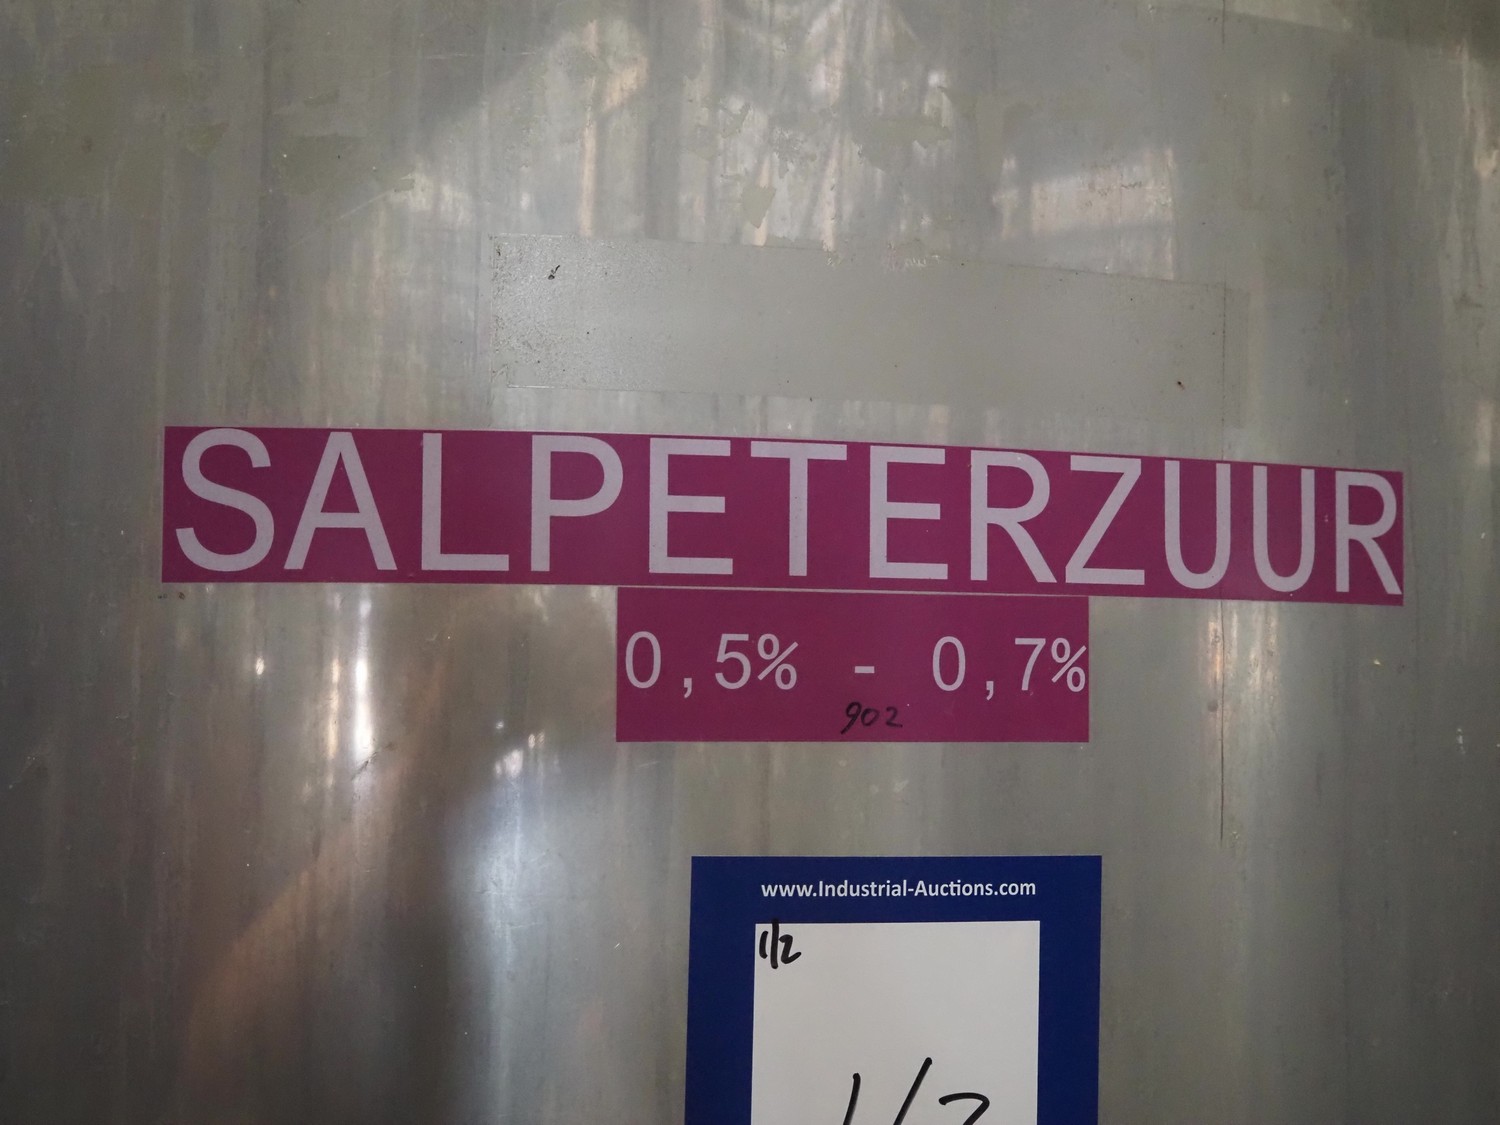 SALPETERZUUR
0,5% - 0,7%
902
www.Industrial-Auctions.com
1/2